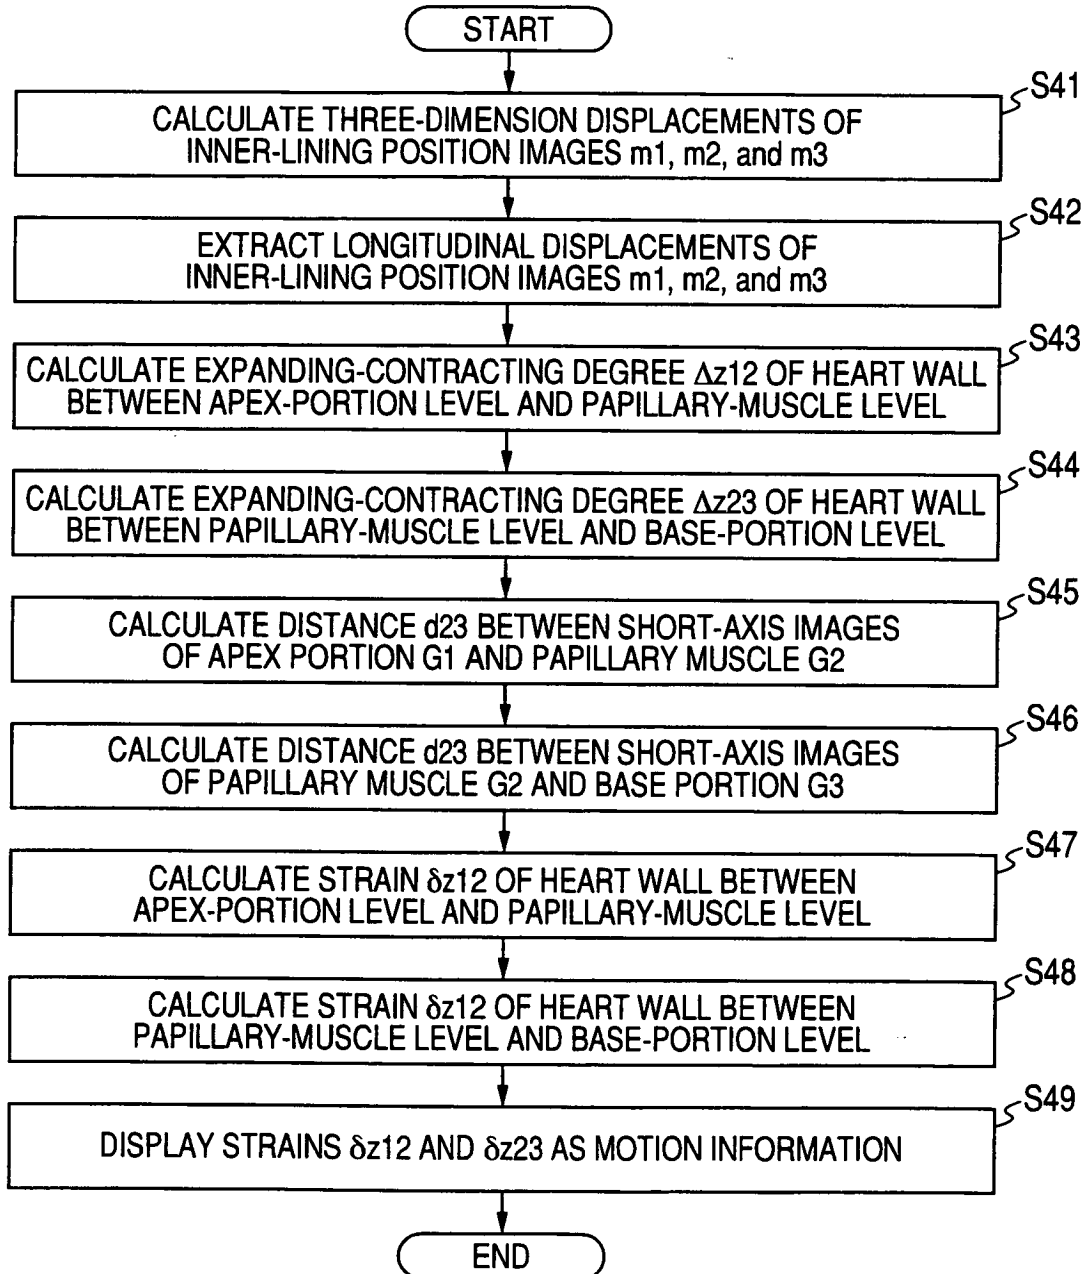 START
S41
CALCULATE THREE-DIMENSION DISPLACEMENTS OF
INNER-LINING POSITION IMAGES m1, m2, and m3
S42
EXTRACT LONGITUDINAL DISPLACEMENTS OF
INNER-LINING POSITION IMAGES m1, m2, and m3
S43
CALCULATE EXPANDING-CONTRACTING DEGREE Δz12 OF HEART WALL
BETWEEN APEX-PORTION LEVEL AND PAPILLARY-MUSCLE LEVEL
S44
CALCULATE EXPANDING-CONTRACTING DEGREE Δz23 OF HEART WALL
BETWEEN PAPILLARY-MUSCLE LEVEL AND BASE-PORTION LEVEL
S45
CALCULATE DISTANCE d23 BETWEEN SHORT-AXIS IMAGES
OF APEX PORTION G1 AND PAPILLARY MUSCLE G2
S46
CALCULATE DISTANCE d23 BETWEEN SHORT-AXIS IMAGES
OF PAPILLARY MUSCLE G2 AND BASE PORTION G3
S47
CALCULATE STRAIN δz12 OF HEART WALL BETWEEN
APEX-PORTION LEVEL AND PAPILLARY-MUSCLE LEVEL
S48
CALCULATE STRAIN δz12 OF HEART WALL BETWEEN
PAPILLARY-MUSCLE LEVEL AND BASE-PORTION LEVEL
S49
DISPLAY STRAINS δz12 AND δz23 AS MOTION INFORMATION
END